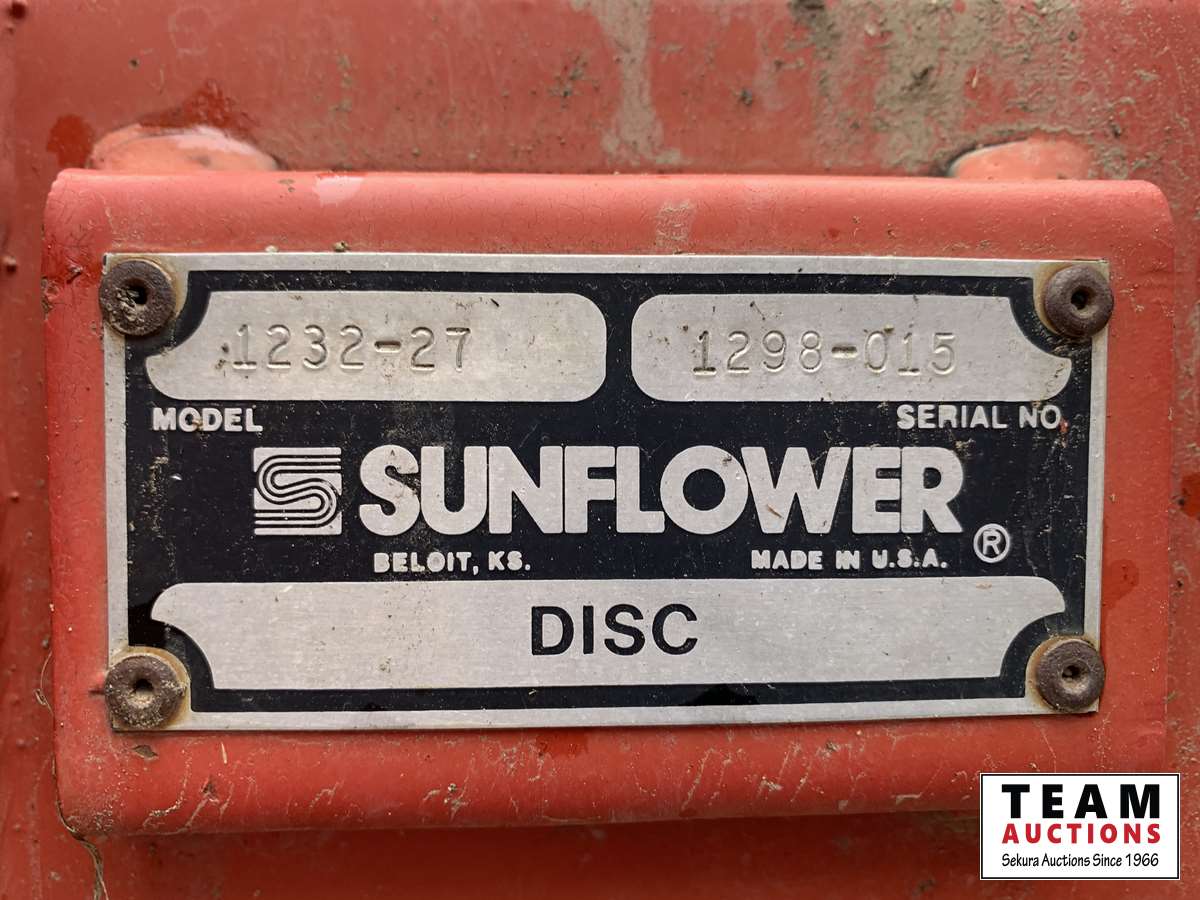 1232-27
1298-015
MODEL
SERIAL NO.
SUNFLOWER ®
BELOIT, KS.
MADE IN U.S.A.
DISC
TEAM
AUCTIONS
Sekura Auctions Since 1966